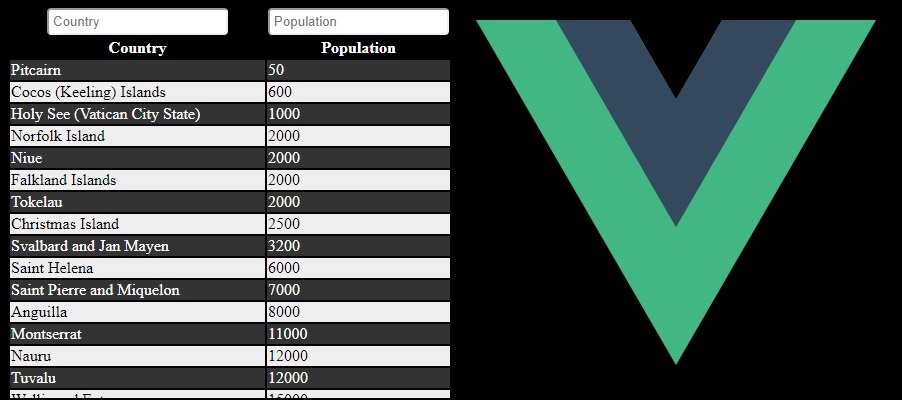 Country Population
Country Population
Pitcairn 50
Cocos (Keeling) Islands 600
Holy See (Vatican City State) 1000
Norfolk Island 2000
Niue 2000
Falkland Islands 2000
Tokelau 2000
Christmas Island 2500
Svalbard and Jan Mayen 3200
Saint Helena 6000
Saint Pierre and Miquelon 7000
Anguilla 8000
Montserrat 11000
Nauru 12000
Tuvalu 12000